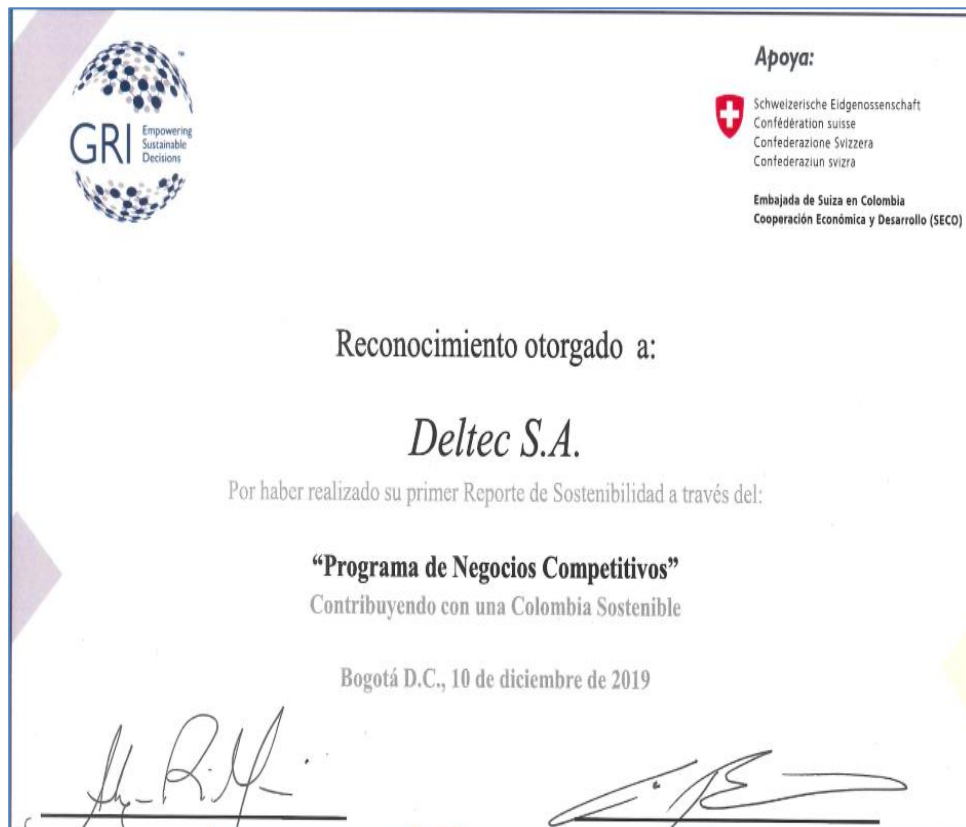 GRI
Empowering
Sustainable
Decisions
™
Apoya:
Schweizerische Eidgenossenschaft
Confédération suisse
Confederazione Svizzera
Confederaziun svizra
Embajada de Suiza en Colombia
Cooperación Económica y Desarrollo (SECO)
Reconocimiento otorgado a:
Deltec S.A.
Por haber realizado su primer Reporte de Sostenibilidad a través del:
“Programa de Negocios Competitivos”
Contribuyendo con una Colombia Sostenible
Bogotá D.C., 10 de diciembre de 2019